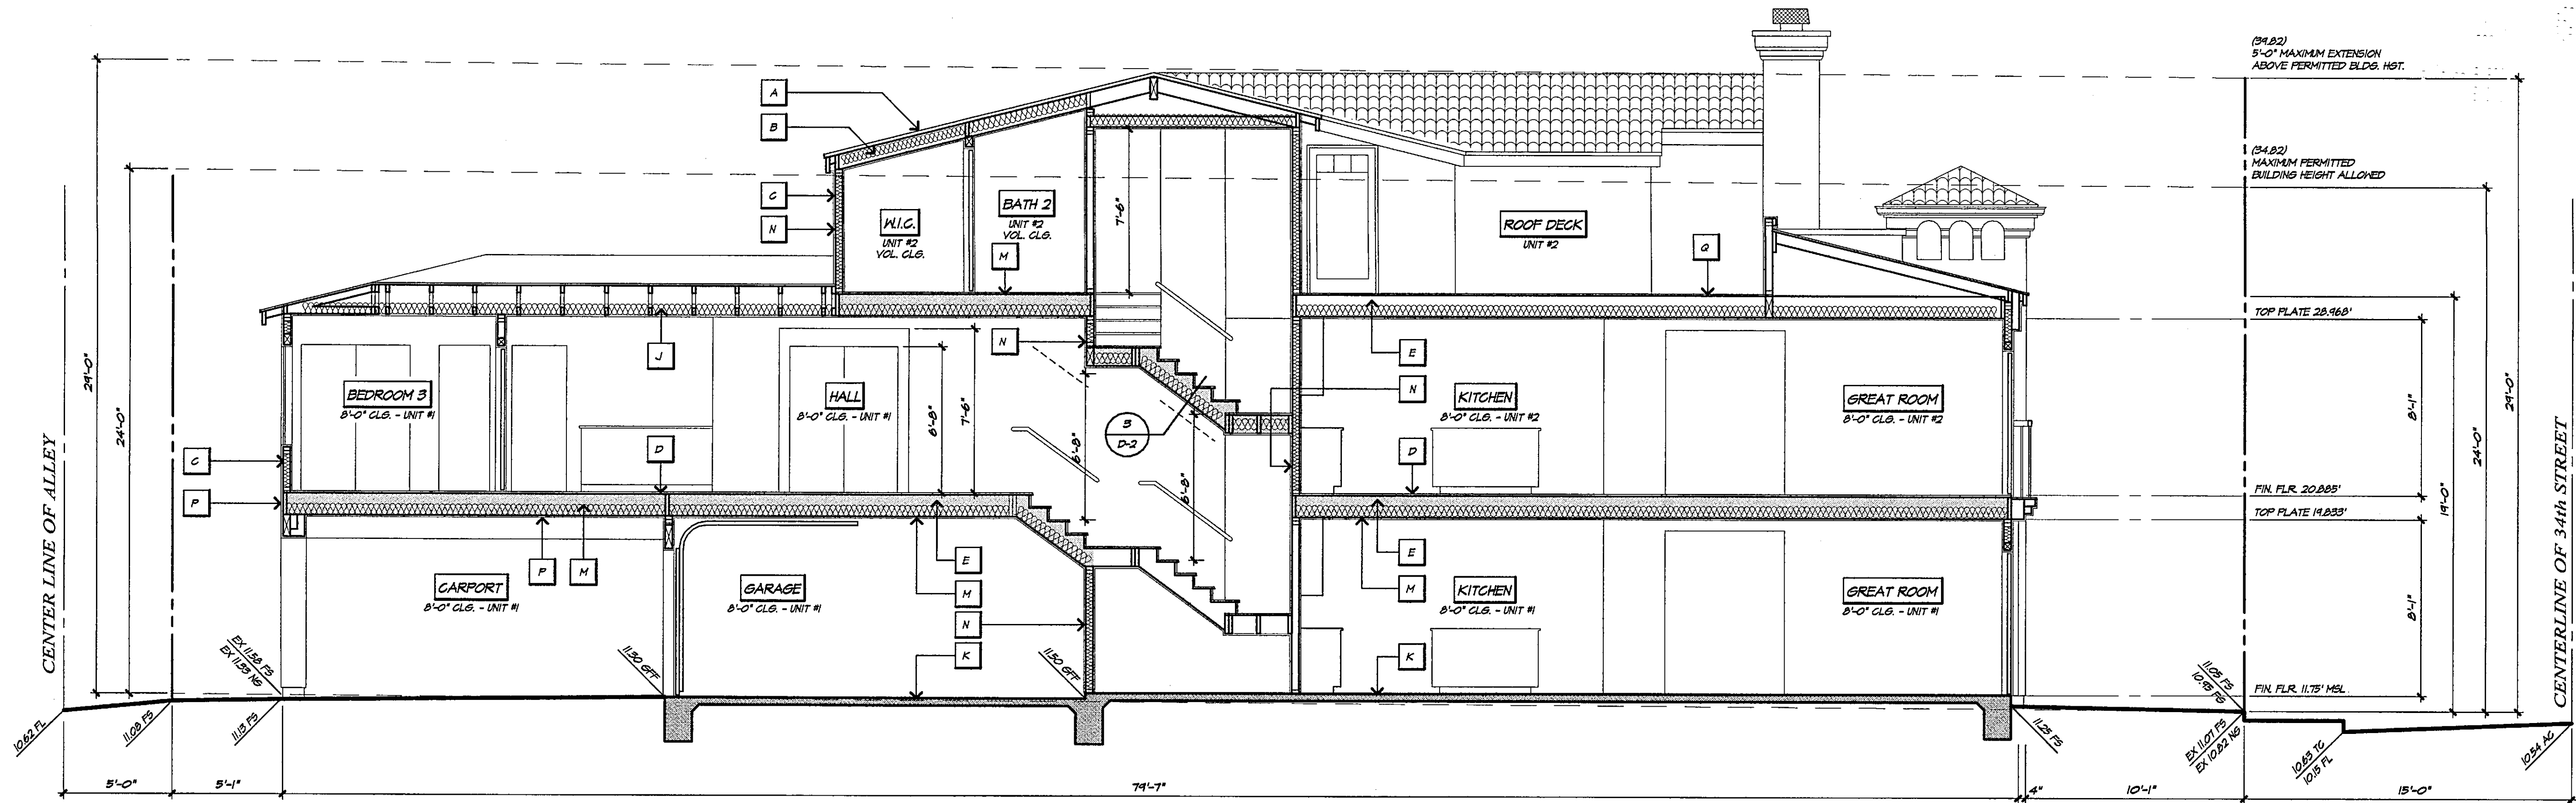 (39.82)
5'-0" MAXIMUM EXTENSION
ABOVE PERMITTED BLDG. HGT.
(34.82)
MAXIMUM PERMITTED
BUILDING HEIGHT ALLOWED
A
B
C
N
W.I.C.
UNIT #2
VOL. CLG.
BATH 2
UNIT #2
VOL. CLG.
M
7'-6"
ROOF DECK
UNIT #2
Q
29'-0"
24'-0"
CENTER LINE OF ALLEY
J
N
BEDROOM 3
8'-0" CLG. - UNIT #1
HALL
8'-0" CLG. - UNIT #1
6'-8"
7'-6"
D
C
P
6'-8"
D-2
6'-8"
E
N
D
KITCHEN
8'-0" CLG. - UNIT #2
GREAT ROOM
8'-0" CLG. - UNIT #2
P
M
CARPORT
8'-0" CLG. - UNIT #1
GARAGE
8'-0" CLG. - UNIT #1
E
M
N
K
E
M
K
KITCHEN
8'-0" CLG. - UNIT #1
GREAT ROOM
8'-0" CLG. - UNIT #1
TOP PLATE 28.968'
FIN. FLR. 20.885'
TOP PLATE 19.833'
FIN. FLR. 11.75' MSL
8'-1"
8'-1"
19'-0"
24'-0"
29'-0"
CENTERLINE OF 34th STREET
EX 11.58 FS
EX 11.33 NG
11.30 GFF
11.50 GFF
10.62 FL
11.08 FS
11.13 FS
11.25 FS
11.05 FS
10.95 FG
EX 11.07 FS
EX 10.82 NG
10.63 TC
10.15 FL
10.54 AC
5'-0"
5'-1"
79'-7"
4"
10'-1"
15'-0"